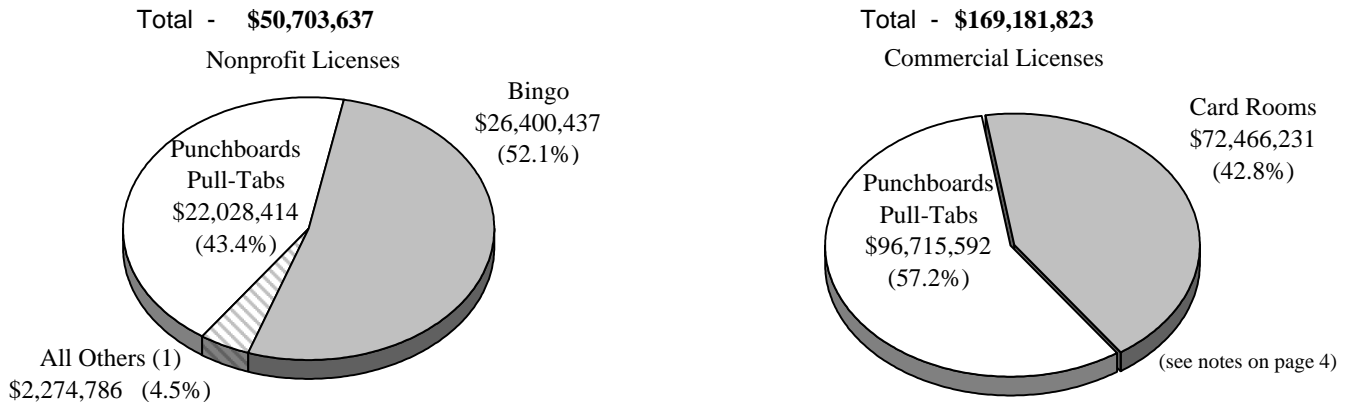 Total - $50,703,637
Nonprofit Licenses
Bingo
$26,400,437
(52.1%)
Punchboards
Pull-Tabs
$22,028,414
(43.4%)
All Others (1)
$2,274,786 (4.5%)
Total - $169,181,823
Commercial Licenses
Card Rooms
$72,466,231
(42.8%)
Punchboards
Pull-Tabs
$96,715,592
(57.2%)
(see notes on page 4)